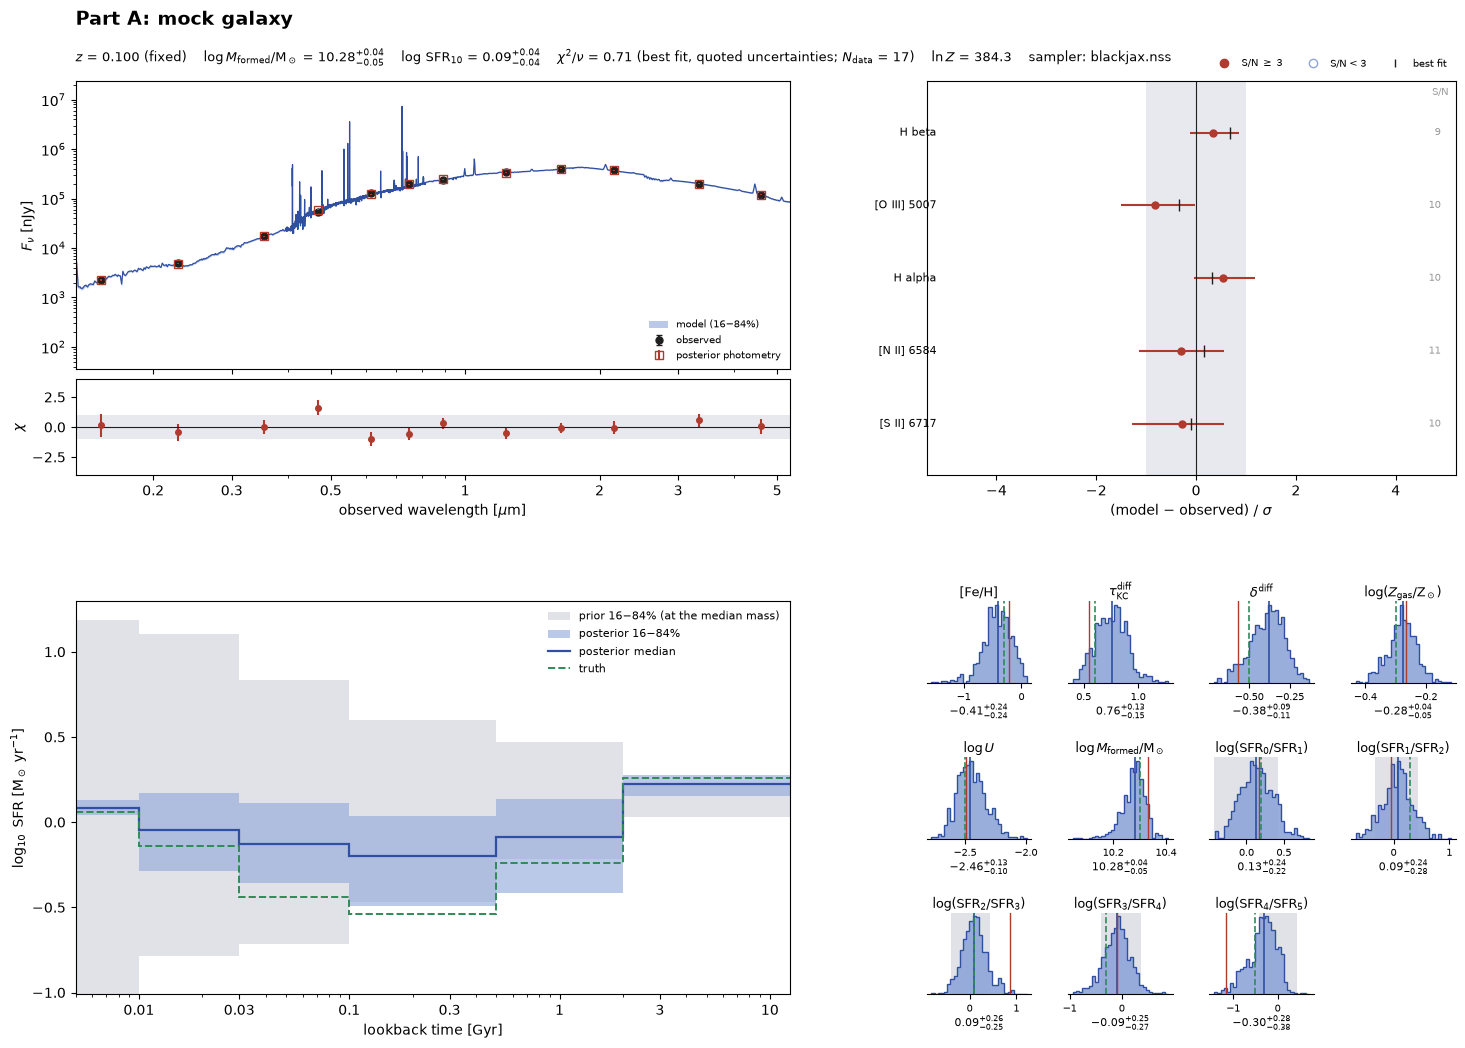 Part A: mock galaxy
z = 0.100 (fixed)   log M_formed/M_⊙ = 10.28^{+0.04}_{−0.05}   log SFR_10 = 0.09^{+0.04}_{−0.04}   χ²/ν = 0.71 (best fit, quoted uncertainties; N_data = 17)   ln Z = 384.3   sampler: blackjax.nss
S/N ≥ 3   S/N < 3   best fit
10^7
10^6
10^5
10^4
10^3
10^2
F_ν [nJy]
model (16−84%)
observed
posterior photometry
2.5
0.0
−2.5
χ
0.2 0.3 0.5 1 2 3 5
observed wavelength [μm]
S/N
H beta 9
[O III] 5007 10
H alpha 10
[N II] 6584 11
[S II] 6717 10
−4 −2 0 2 4
(model − observed) / σ
prior 16−84% (at the median mass)
posterior 16−84%
posterior median
truth
1.0
0.5
0.0
−0.5
−1.0
log_10 SFR [M_⊙ yr^{−1}]
0.01 0.03 0.1 0.3 1 3 10
lookback time [Gyr]
[Fe/H]
−1 0
−0.41^{+0.24}_{−0.24}
τ^{diff}_{KC}
0.5 1.0
0.76^{+0.13}_{−0.15}
δ^{diff}
−0.50 −0.25
−0.38^{+0.09}_{−0.11}
log(Z_gas/Z_⊙)
−0.4 −0.2
−0.28^{+0.04}_{−0.05}
log U
−2.5 −2.0
−2.46^{+0.13}_{−0.10}
log M_formed/M_⊙
10.2 10.4
10.28^{+0.04}_{−0.05}
log(SFR_0/SFR_1)
0.0 0.5
0.13^{+0.24}_{−0.22}
log(SFR_1/SFR_2)
0 1
0.09^{+0.24}_{−0.28}
log(SFR_2/SFR_3)
0 1
0.09^{+0.26}_{−0.25}
log(SFR_3/SFR_4)
−1 0
−0.09^{+0.25}_{−0.27}
log(SFR_4/SFR_5)
−1 0
−0.30^{+0.28}_{−0.38}